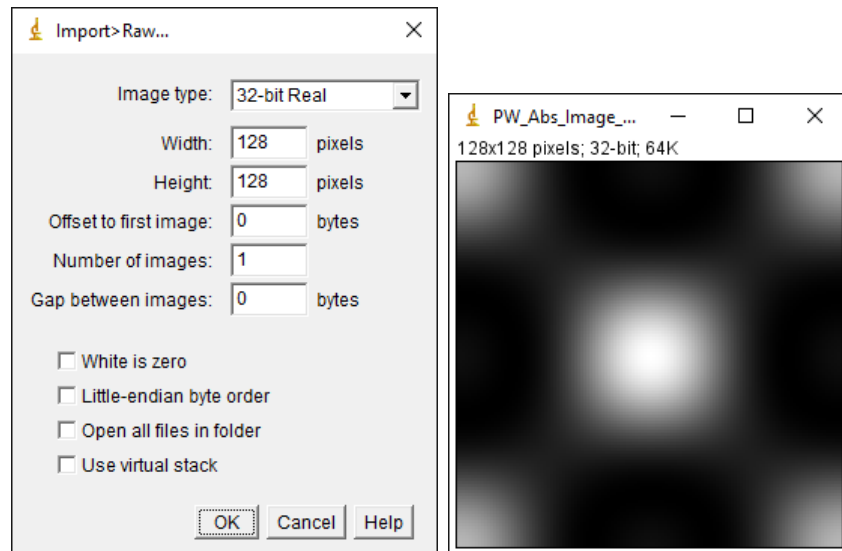 Import>Raw...
Image type: 32-bit Real
Width: 128 pixels
Height: 128 pixels
Offset to first image: 0 bytes
Number of images: 1
Gap between images: 0 bytes
White is zero
Little-endian byte order
Open all files in folder
Use virtual stack
OK Cancel Help
PW_Abs_Image_...
128x128 pixels; 32-bit; 64K